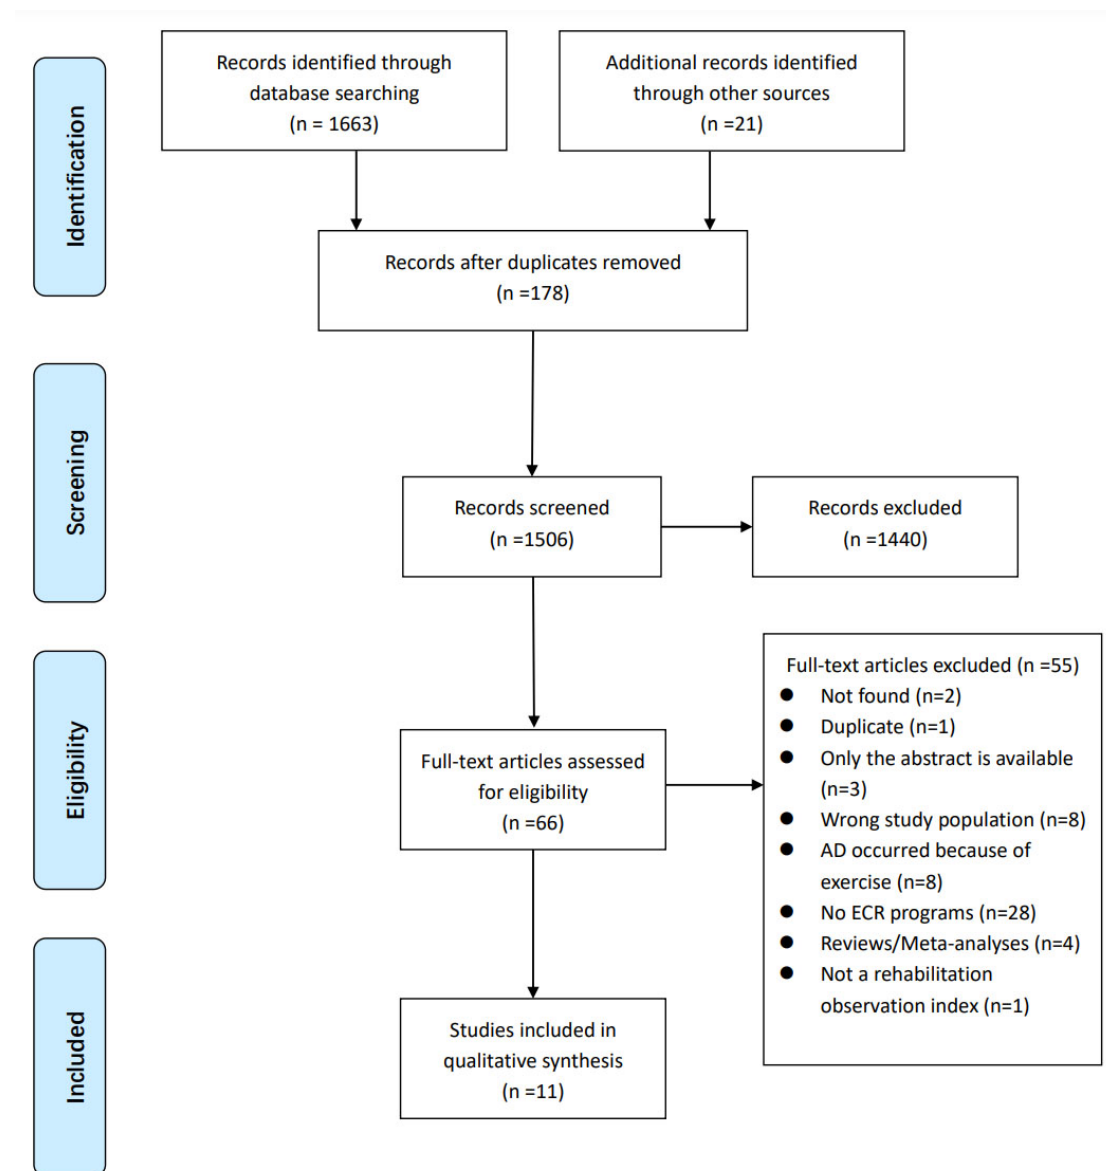 Identification
Records identified through
database searching
(n = 1663)
Additional records identified
through other sources
(n =21)
Records after duplicates removed
(n =178)
Screening
Records screened
(n =1506)
Records excluded
(n =1440)
Eligibility
Full-text articles assessed
for eligibility
(n =66)
Full-text articles excluded (n =55)
● Not found (n=2)
● Duplicate (n=1)
● Only the abstract is available
(n=3)
● Wrong study population (n=8)
● AD occurred because of
exercise (n=8)
● No ECR programs (n=28)
● Reviews/Meta-analyses (n=4)
● Not a rehabilitation
observation index (n=1)
Included
Studies included in
qualitative synthesis
(n =11)